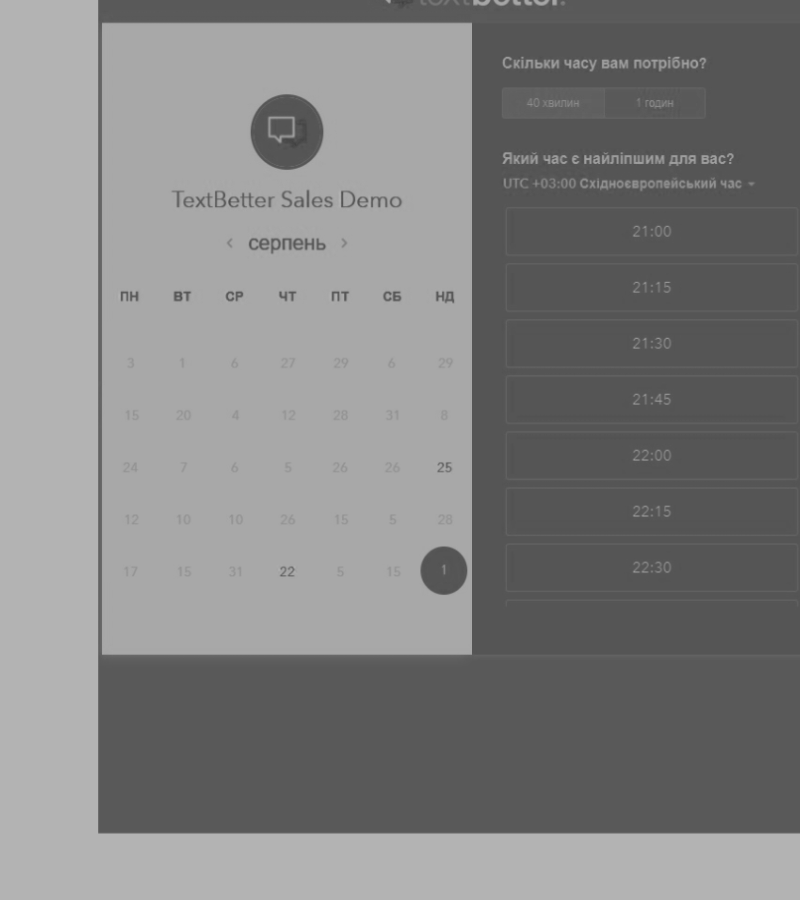 textbetter.
TextBetter Sales Demo
‹ серпень ›
ПН ВТ СР ЧТ ПТ СБ НД
3 1 6 27 29 6 29
15 20 4 12 28 31 8
24 7 6 5 26 26 25
12 10 10 26 15 5 28
17 15 31 22 5 15 1
Скільки часу вам потрібно?
40 хвилин 1 годин
Який час є найліпшим для вас?
UTC +03:00 Східноєвропейський час
21:00
21:15
21:30
21:45
22:00
22:15
22:30